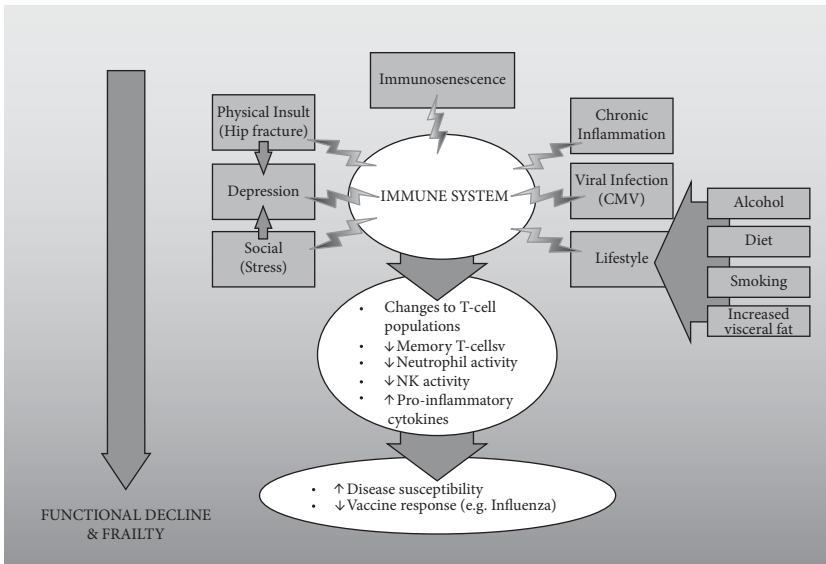 Immunosenescence
Physical Insult
(Hip fracture)
Depression
Social
(Stress)
IMMUNE SYSTEM
Chronic
Inflammation
Viral Infection
(CMV)
Lifestyle
Alcohol
Diet
Smoking
Increased
visceral fat
• Changes to T-cell
populations
• ↓ Memory T-cellsv
• ↓ Neutrophil activity
• ↓ NK activity
• ↑ Pro-inflammatory
cytokines
• ↑ Disease susceptibility
• ↓ Vaccine response (e.g. Influenza)
FUNCTIONAL DECLINE
& FRAILTY